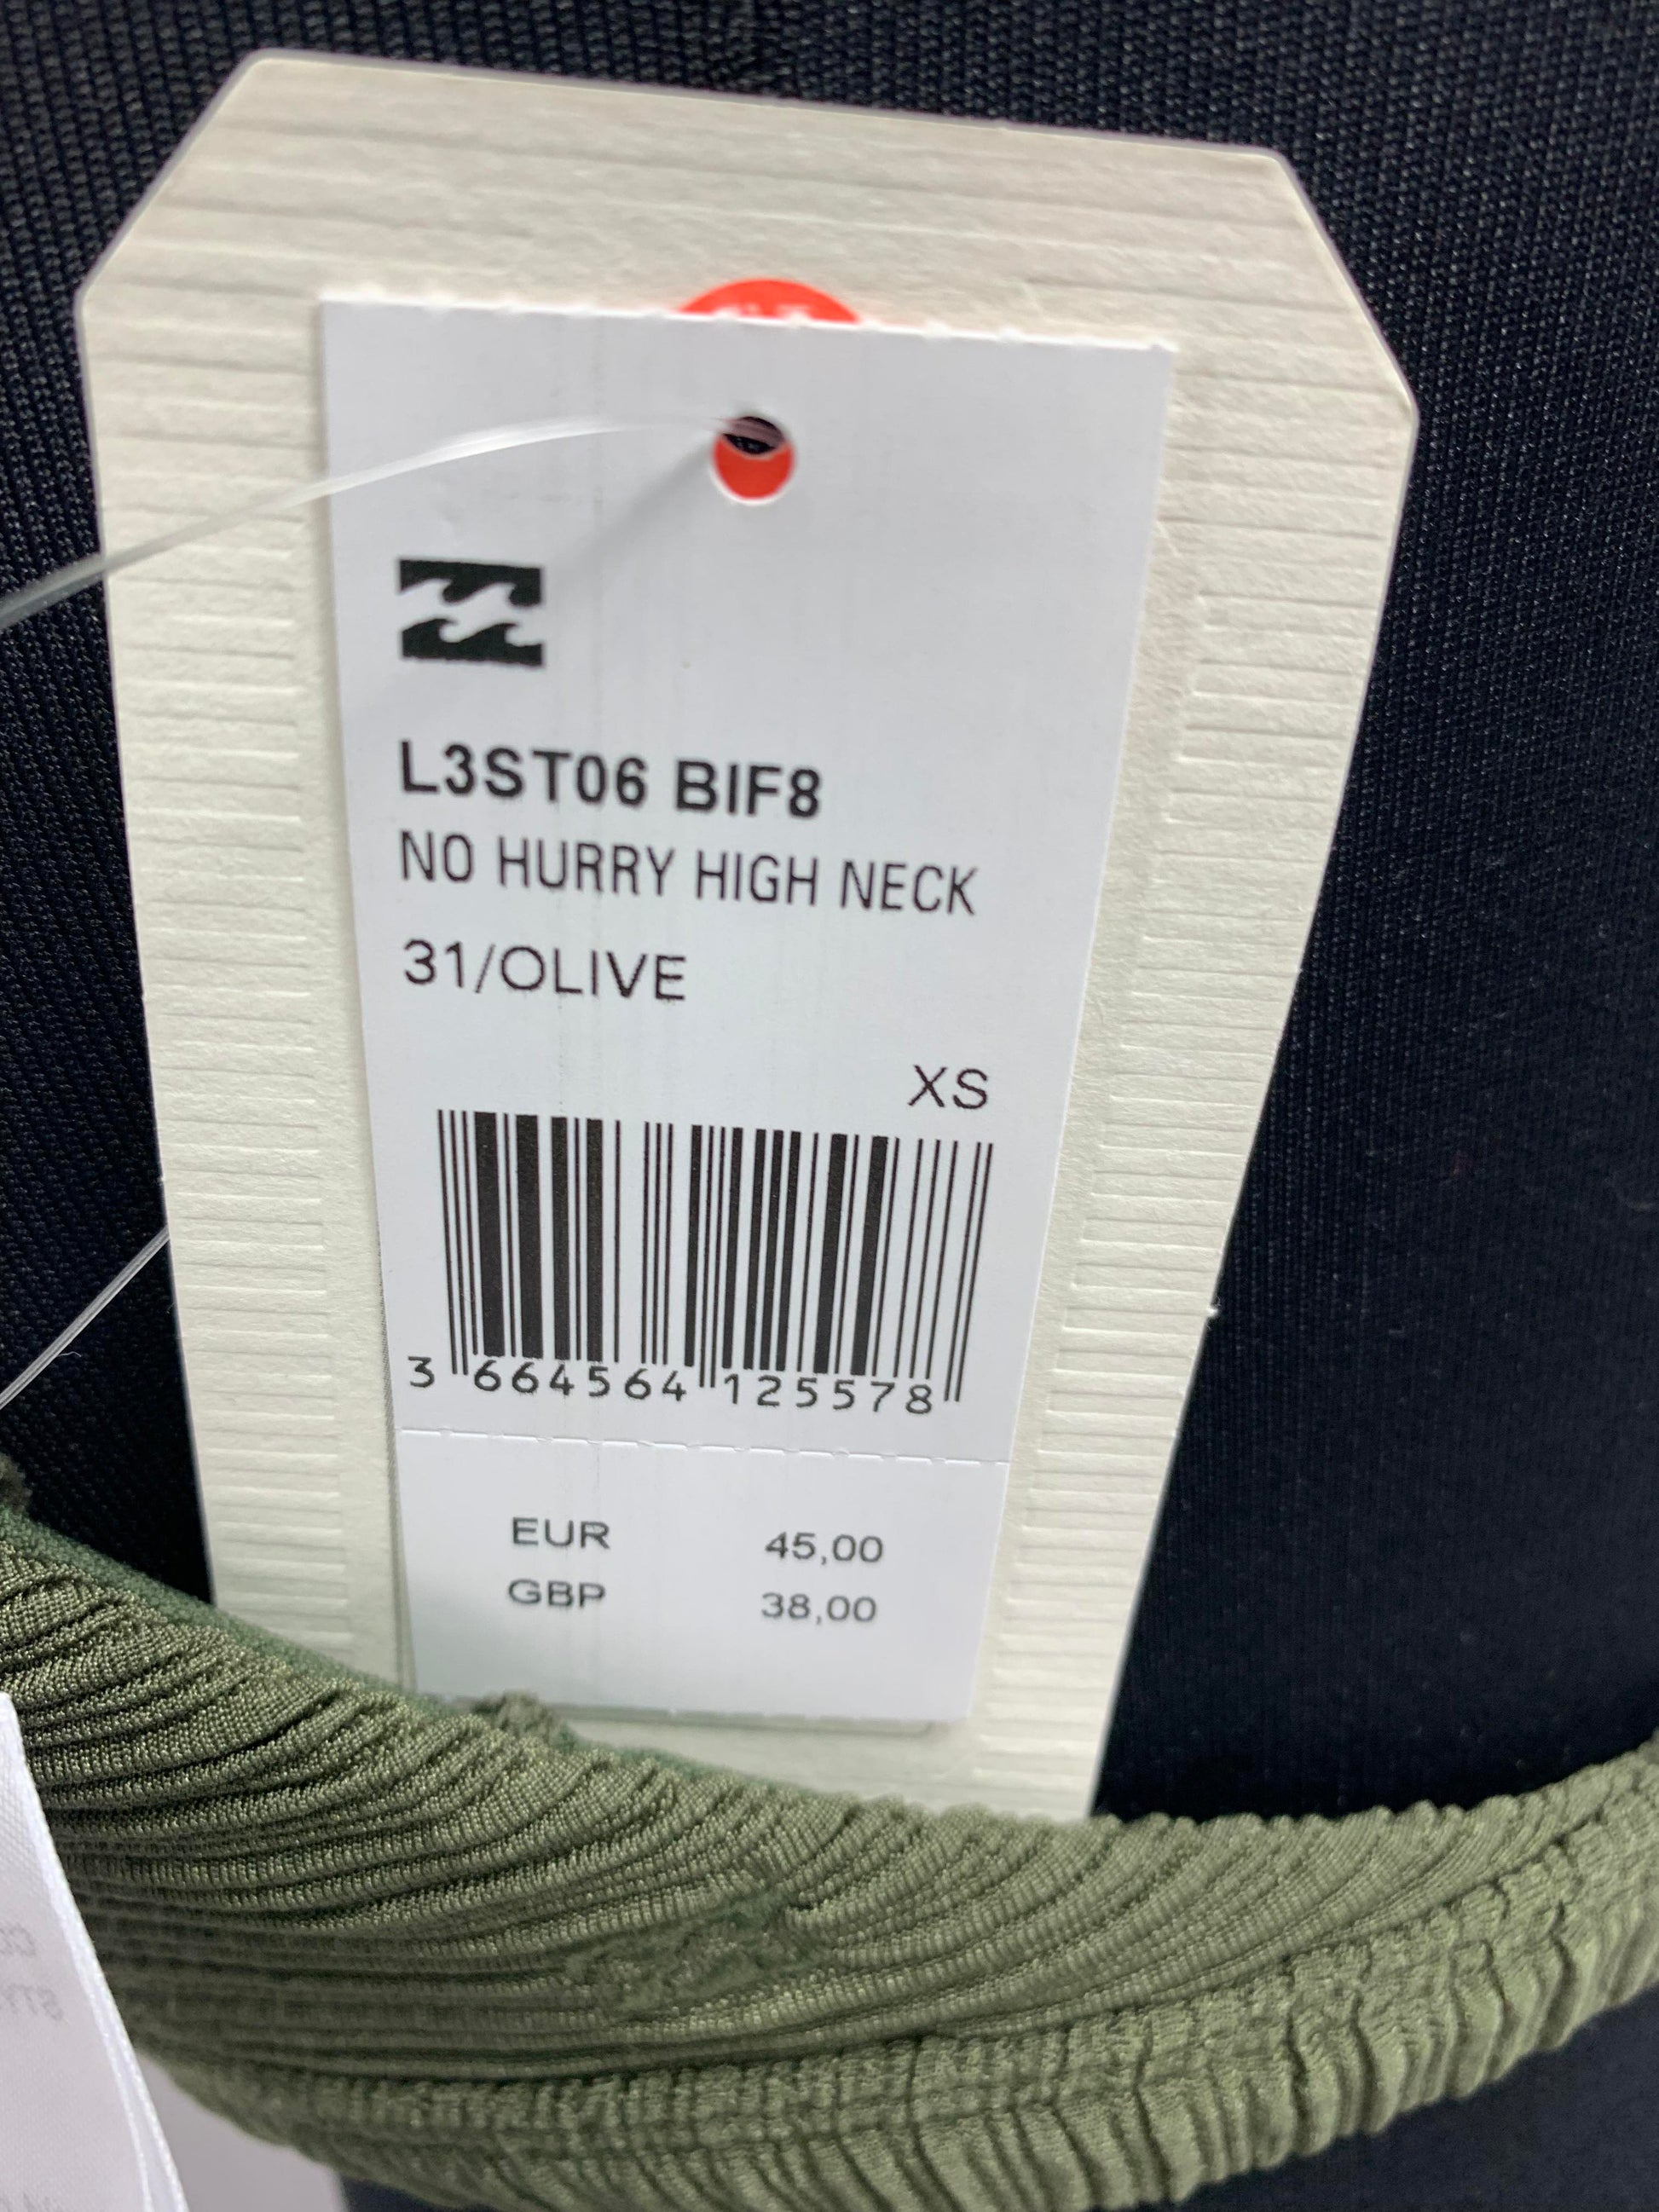 L3ST06 BIF8
NO HURRY HIGH NECK
31/OLIVE
XS
3 664564 125578
EUR 45,00
GBP 38,00